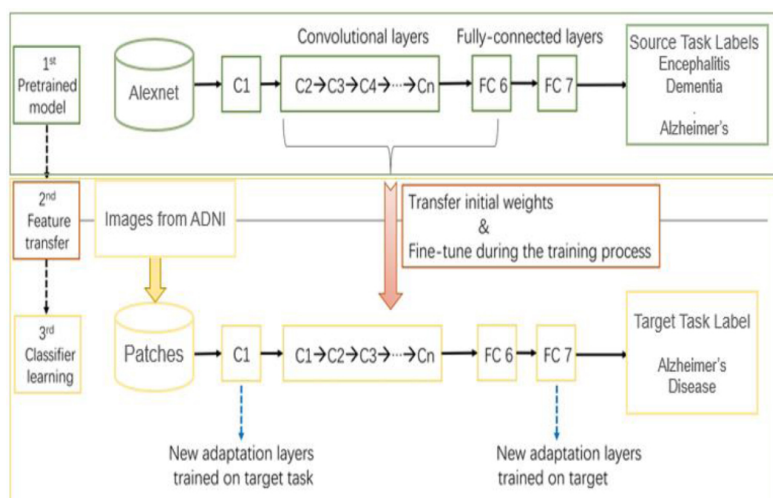 Convolutional layers
Fully-connected layers
1st
Pretrained
model
Alexnet
C1
C2→C3→C4→···→Cn
FC 6
FC 7
Source Task Labels
Encephalitis
Dementia
.
Alzheimer's
2nd
Feature
transfer
Images from ADNI
Transfer initial weights
&
Fine-tune during the training process
3rd
Classifier
learning
Patches
C1
C1→C2→C3→···→Cn
FC 6
FC 7
Target Task Label
Alzheimer's
Disease
New adaptation layers
trained on target task
New adaptation layers
trained on target